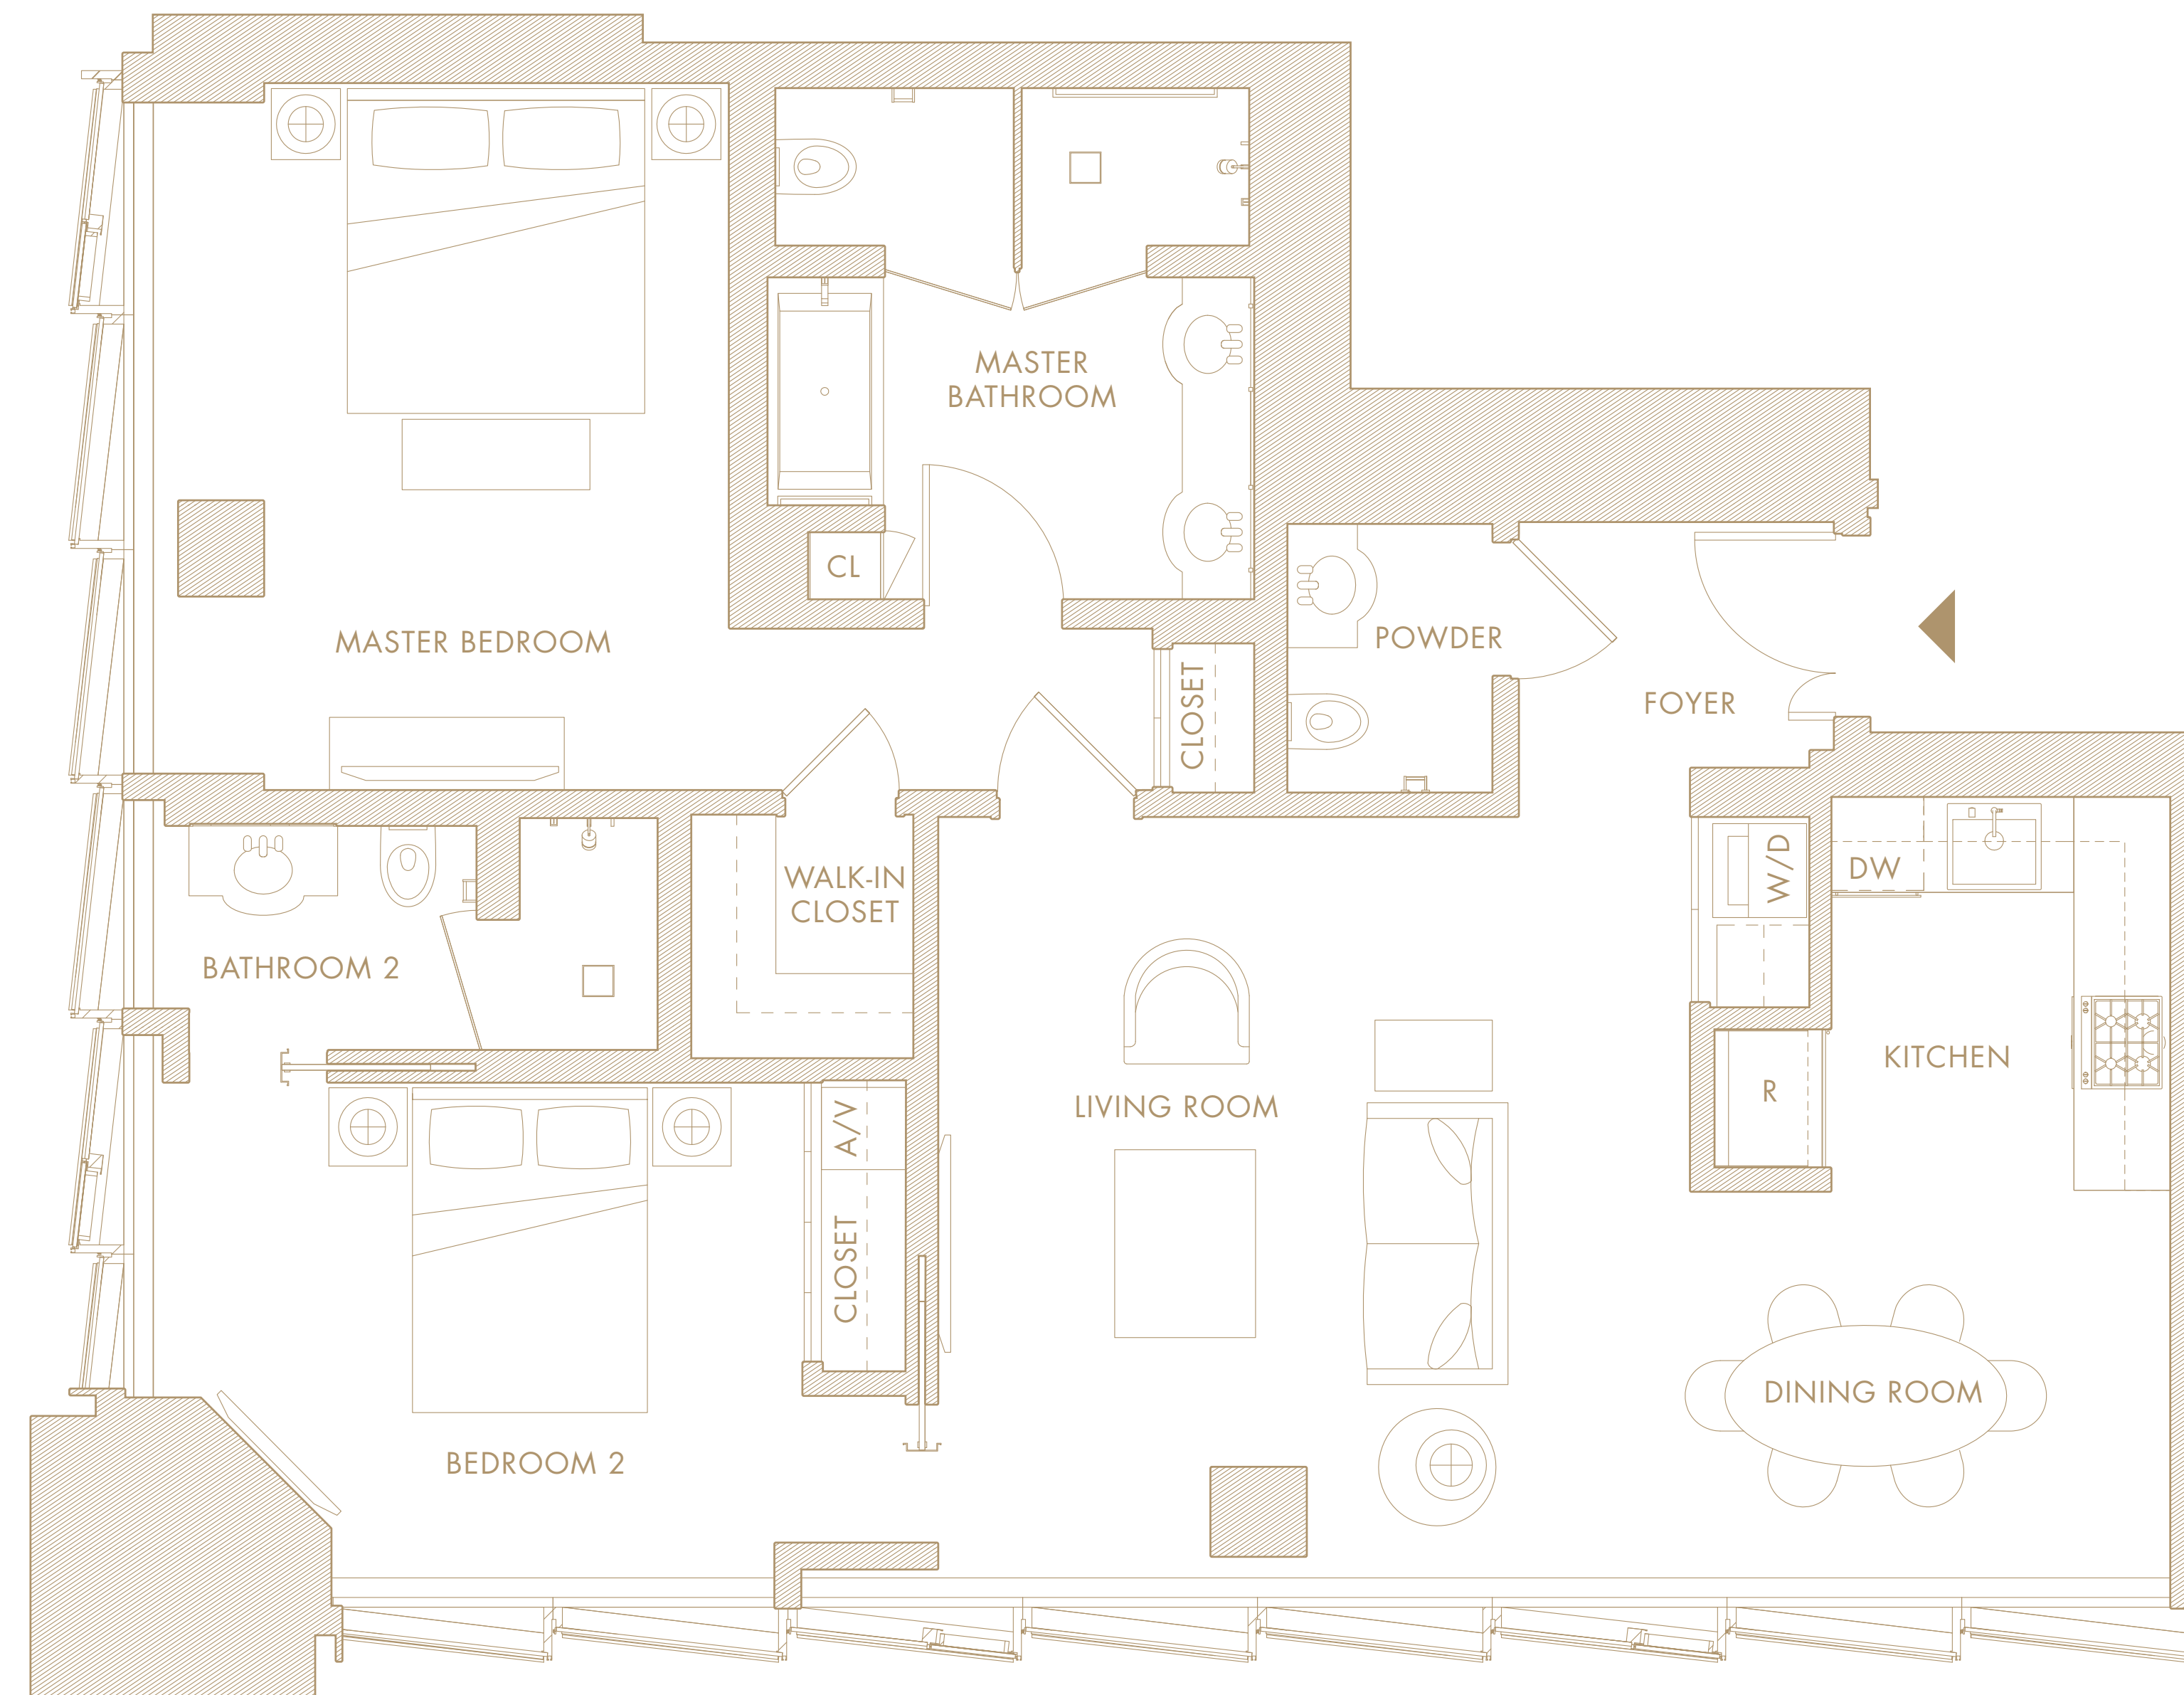 MASTER
BATHROOM
CL
MASTER BEDROOM
POWDER
CLOSET
FOYER
WALK-IN
CLOSET
W/D
DW
BATHROOM 2
KITCHEN
R
LIVING ROOM
A/V
CLOSET
DINING ROOM
BEDROOM 2